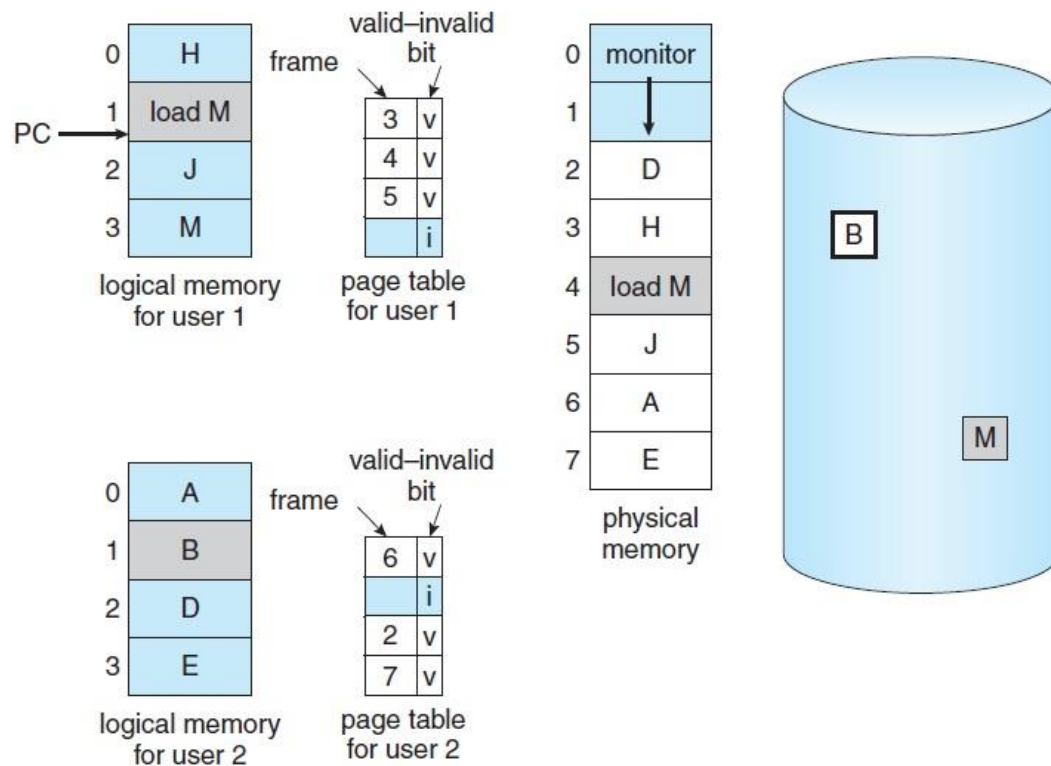 valid–invalid
bit
frame
0 H
1 load M
2 J
3 M
PC
3 v
4 v
5 v
i
logical memory
for user 1
page table
for user 1
valid–invalid
bit
frame
0 A
1 B
2 D
3 E
6 v
i
2 v
7 v
logical memory
for user 2
page table
for user 2
0 monitor
1
2 D
3 H
4 load M
5 J
6 A
7 E
physical
memory
B
M